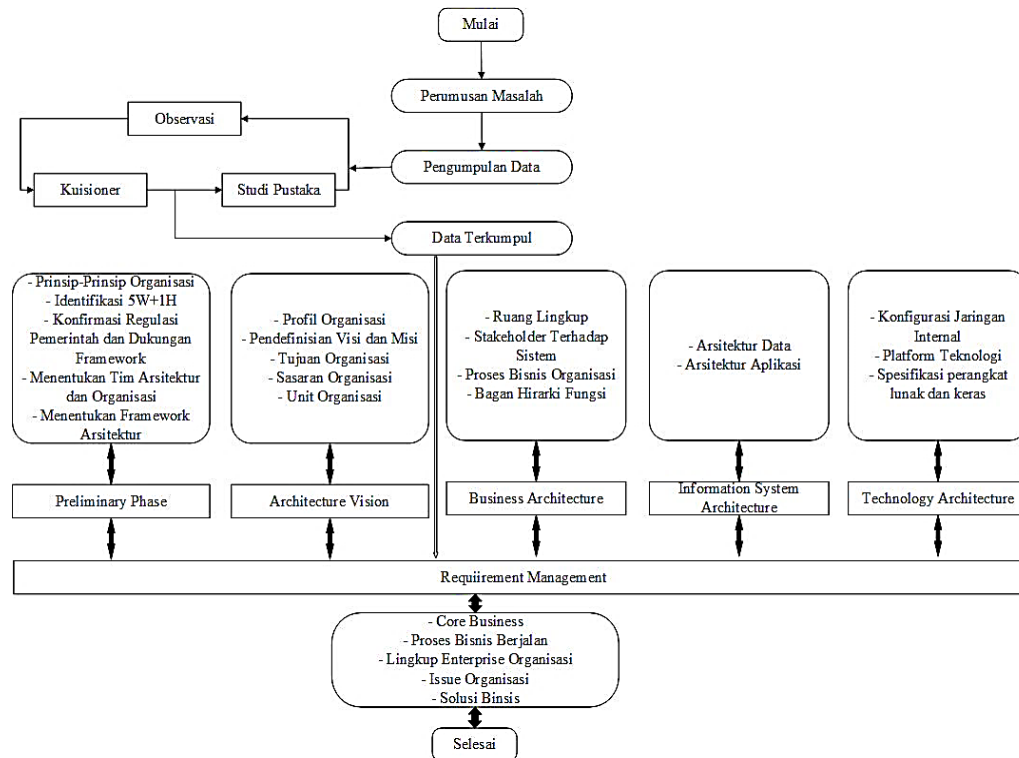 Mulai
Perumusan Masalah
Observasi
Pengumpulan Data
Kuisioner
Studi Pustaka
Data Terkumpul
- Prinsip-Prinsip Organisasi
- Identifikasi 5W+1H
- Konfirmasi Regulasi
Pemerintah dan Dukungan
Framework
- Menentukan Tim Arsitektur
dan Organisasi
- Menentukan Framework
Arsitektur
- Profil Organisasi
- Pendefinisian Visi dan Misi
- Tujuan Organisasi
- Sasaran Organisasi
- Unit Organisasi
- Ruang Lingkup
- Stakeholder Terhadap
Sistem
- Proses Bisnis Organisasi
- Bagan Hirarki Fungsi
- Arsitektur Data
- Arsitektur Aplikasi
- Konfigurasi Jaringan
Internal
- Platform Teknologi
- Spesifikasi perangkat
lunak dan keras
Preliminary Phase
Architecture Vision
Business Architecture
Information System
Architecture
Technology Architecture
Requiirement Management
- Core Business
- Proses Bisnis Berjalan
- Lingkup Enterprise Organisasi
- Issue Organisasi
- Solusi Binsis
Selesai